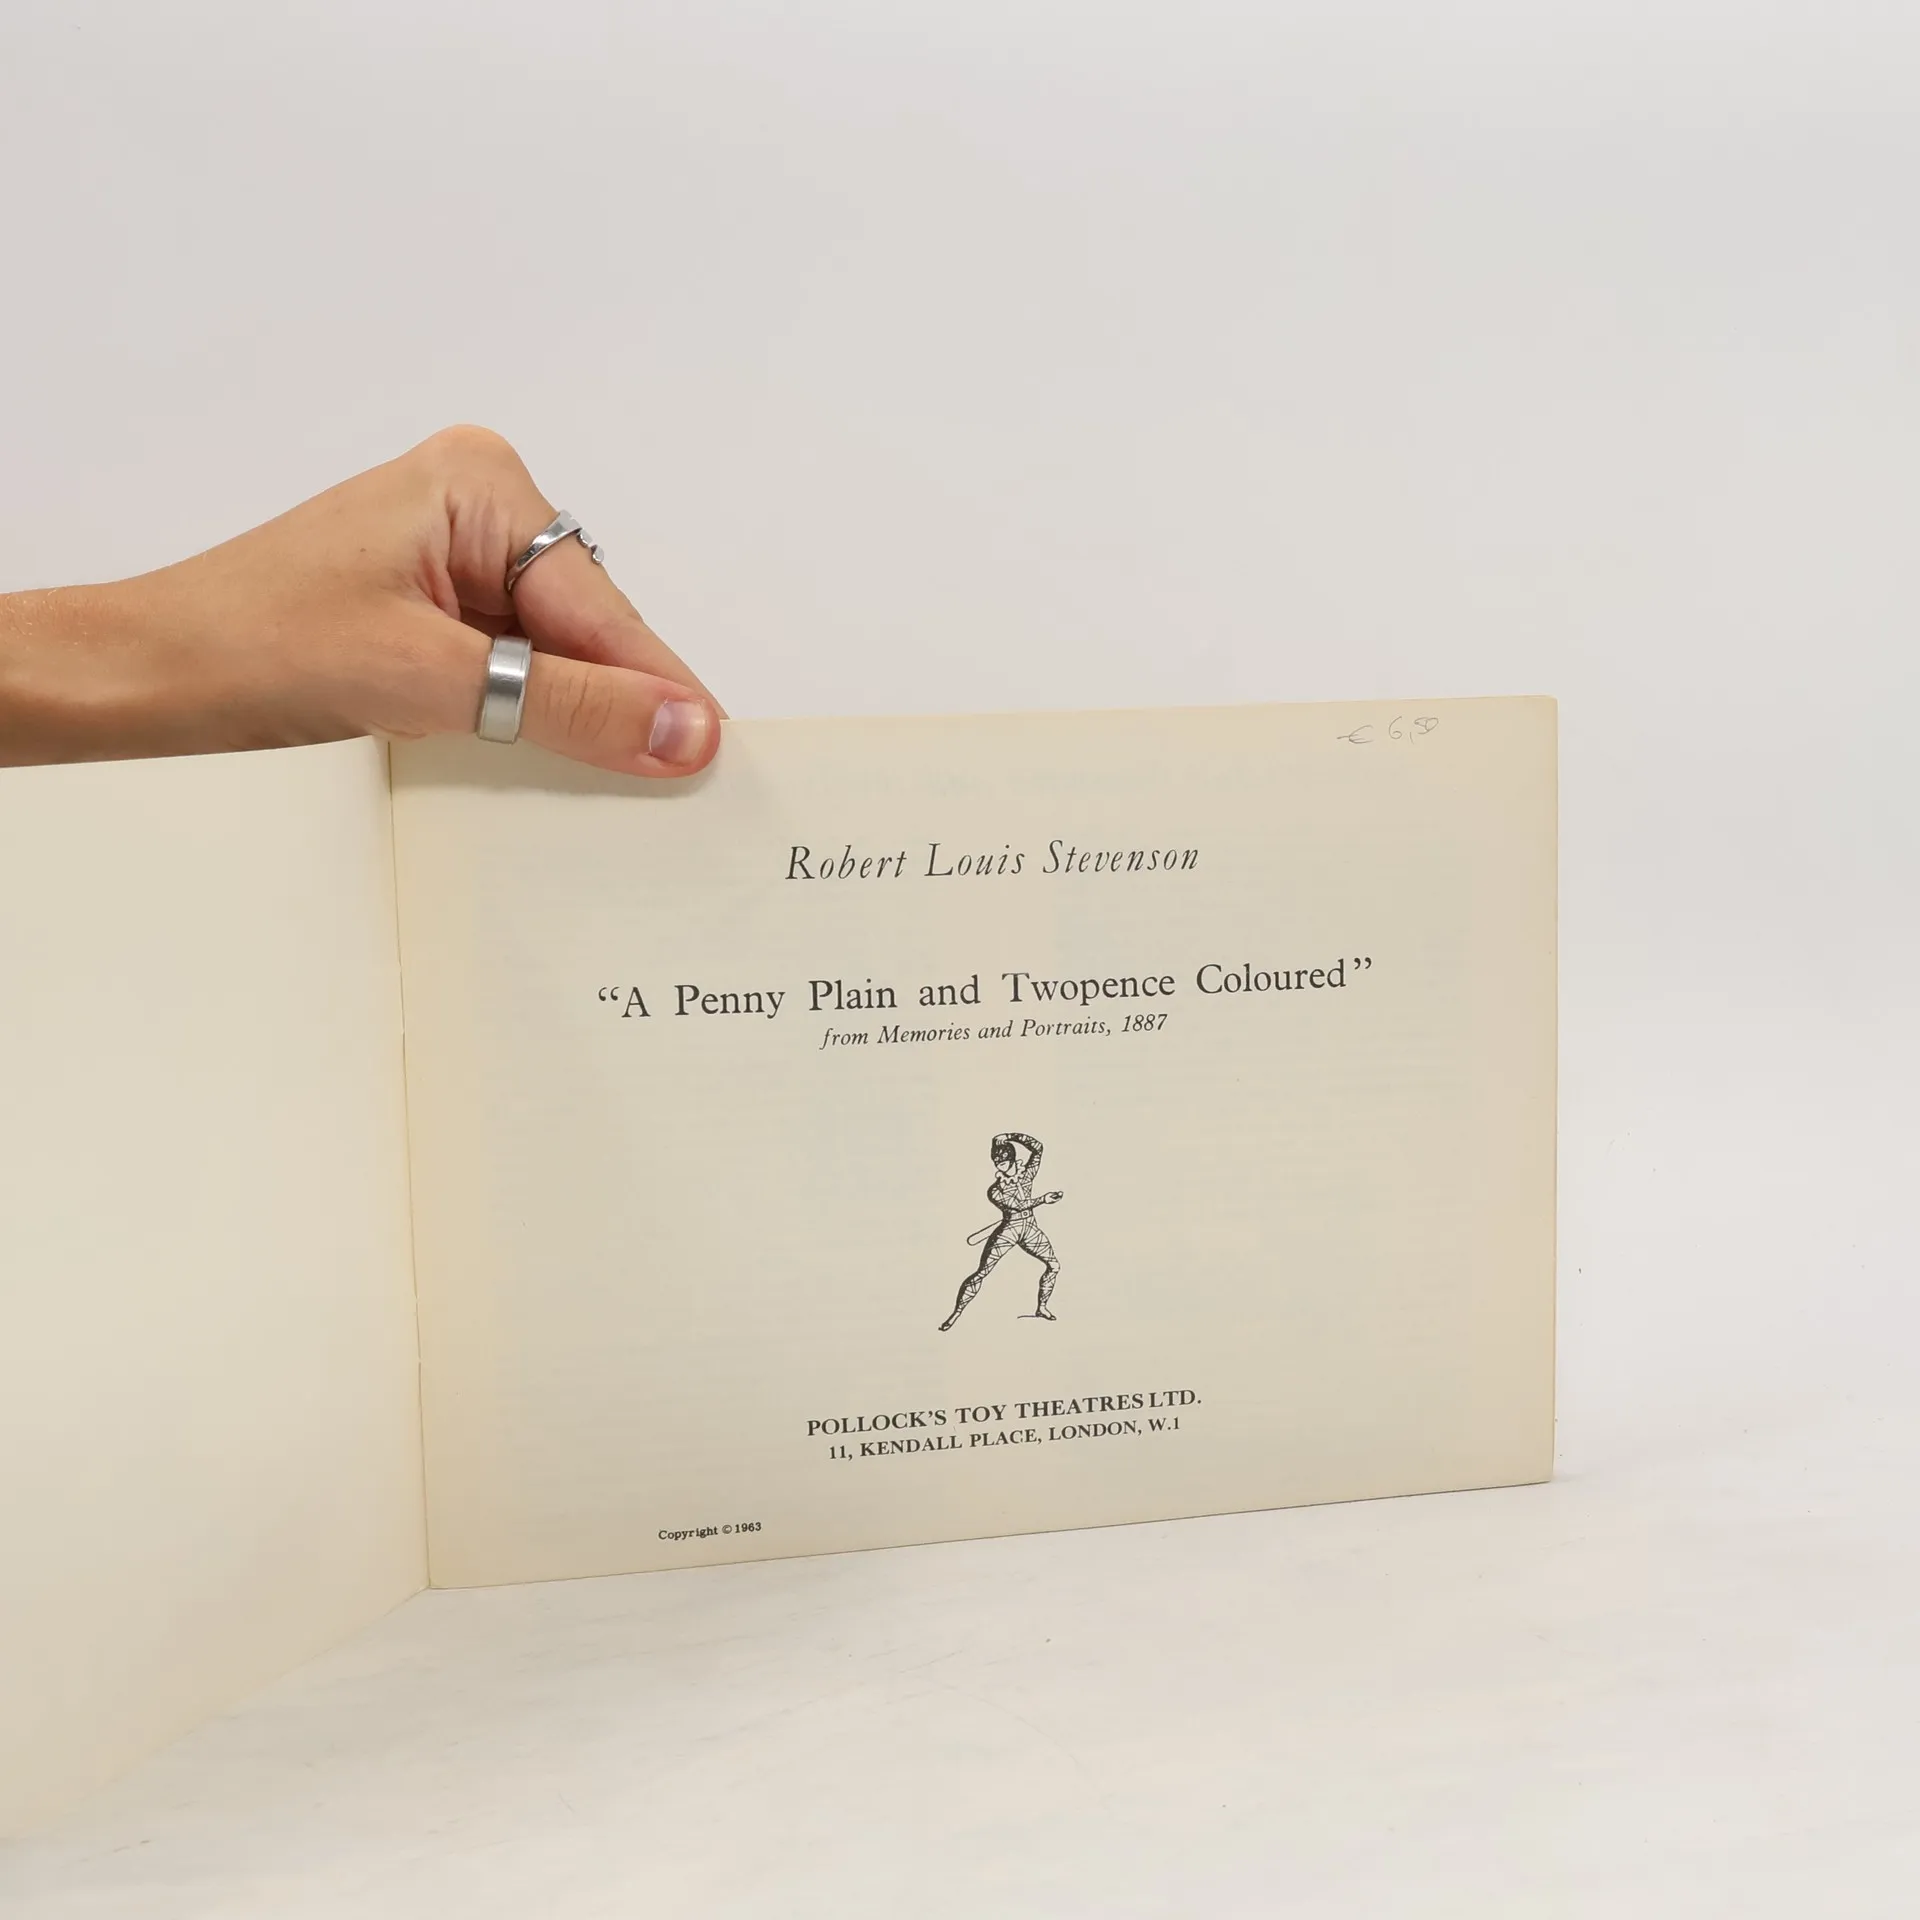 € 6,50
Robert Louis Stevenson
“A Penny Plain and Twopence Coloured”
from Memories and Portraits, 1887
POLLOCK’S TOY THEATRES LTD.
11, KENDALL PLACE, LONDON, W.1
Copyright © 1963